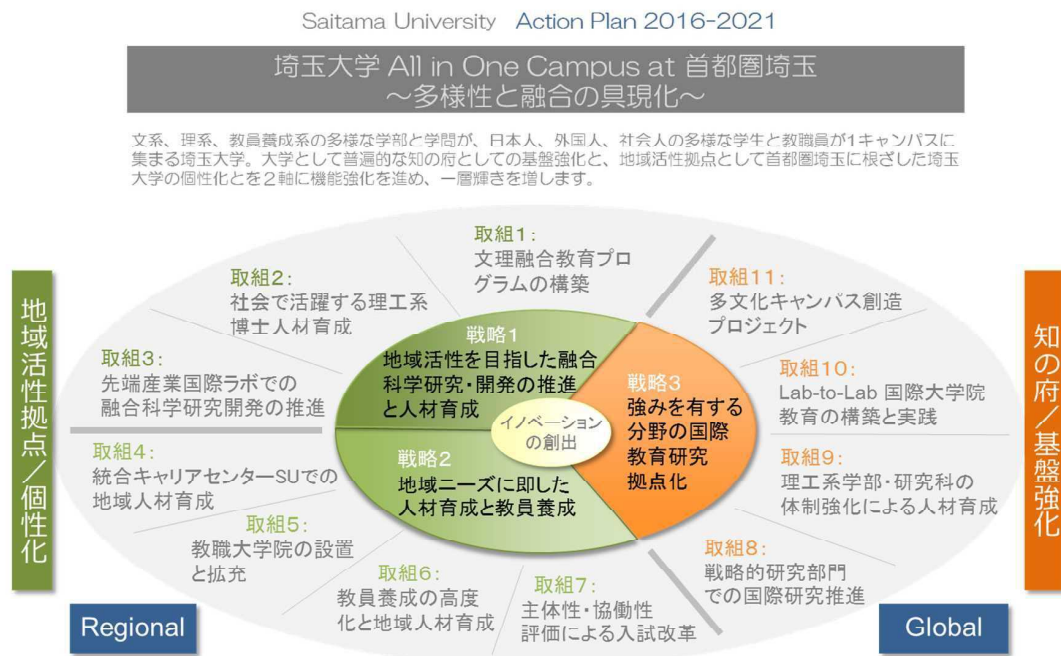 Saitama University Action Plan 2016-2021
埼玉大学 All in One Campus at 首都圏埼玉
～多様性と融合の具現化～
文系、理系、教員養成系の多様な学部と学問が、日本人、外国人、社会人の多様な学生と教職員が1キャンパスに
集まる埼玉大学。大学として普遍的な知の府としての基盤強化と、地域活性拠点として首都圏埼玉に根ざした埼玉
大学の個性化とを2軸に機能強化を進め、一層輝きを増します。
地域活性拠点／個性化
知の府／基盤強化
取組1：
文理融合教育プロ
グラムの構築
取組2：
社会で活躍する理工系
博士人材育成
取組3：
先端産業国際ラボでの
融合科学研究開発の推進
取組4：
統合キャリアセンターSUでの
地域人材育成
取組5：
教職大学院の設置
と拡充
取組6：
教員養成の高度
化と地域人材育成
取組7：
主体性・協働性
評価による入試改革
取組8：
戦略的研究部門
での国際研究推進
取組9：
理工系学部・研究科の
体制強化による人材育成
取組10：
Lab-to-Lab 国際大学院
教育の構築と実践
取組11：
多文化キャンパス創造
プロジェクト
戦略1
地域活性を目指した融合
科学研究・開発の推進
と人材育成
戦略2
地域ニーズに即した
人材育成と教員養成
戦略3
強みを有する
分野の国際
教育研究
拠点化
イノベーション
の創出
Regional
Global